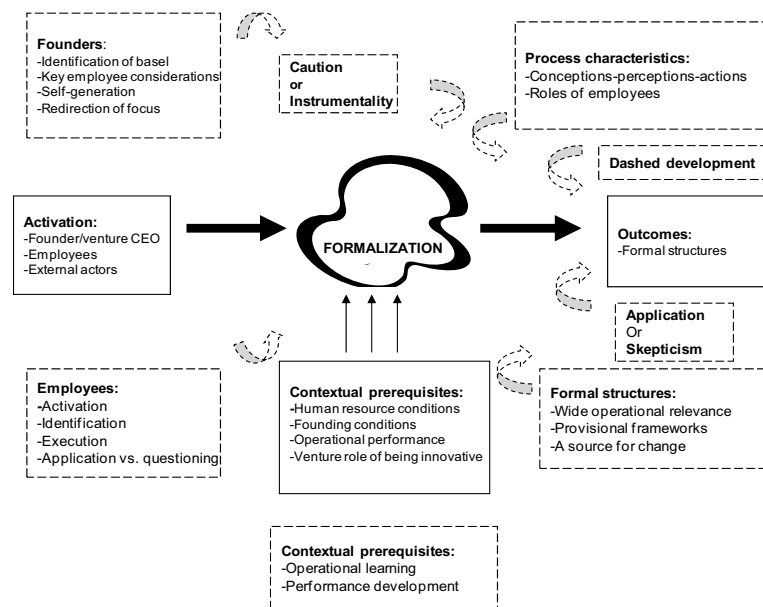 Founders:
-Identification of basel
-Key employee considerations
-Self-generation
-Redirection of focus
Caution
or
Instrumentality
Process characteristics:
-Conceptions-perceptions-actions
-Roles of employees
Dashed development
Activation:
-Founder/venture CEO
-Employees
-External actors
FORMALIZATION
Outcomes:
-Formal structures
Application
Or
Skepticism
Employees:
-Activation
-Identification
-Execution
-Application vs. questioning
Contextual prerequisites:
-Human resource conditions
-Founding conditions
-Operational performance
-Venture role of being innovative
Formal structures:
-Wide operational relevance
-Provisional frameworks
-A source for change
Contextual prerequisites:
-Operational learning
-Performance development